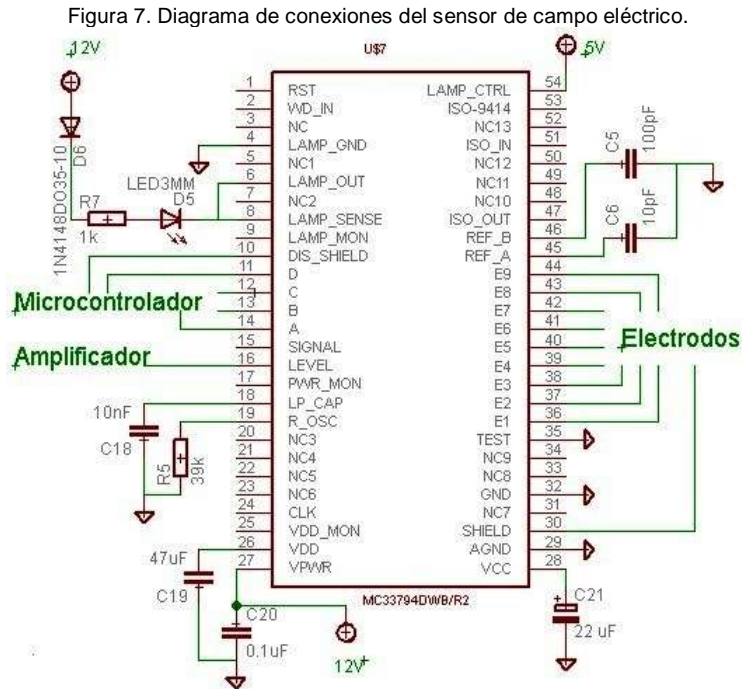 Figura 7. Diagrama de conexiones del sensor de campo eléctrico.
12V
U$7
5V
1 RST LAMP_CTRL 54
2 WD_IN ISO-9414 53
3 NC NC13 52
4 LAMP_GND ISO_IN 51
5 NC1 NC12 50
6 LAMP_OUT NC11 49
7 NC2 NC10 48
8 LAMP_SENSE ISO_OUT 47
9 LAMP_MON REF_B 46
10 DIS_SHIELD REF_A 45
11 D E9 44
12 C E8 43
13 B E7 42
14 A E6 41
15 SIGNAL E5 40
16 LEVEL E4 39
17 PWR_MON E3 38
18 LP_CAP E2 37
19 R_OSC E1 36
20 NC3 TEST 35
21 NC4 NC9 34
22 NC5 NC8 33
23 NC6 GND 32
24 CLK NC7 31
25 VDD_MON SHIELD 30
26 VDD AGND 29
27 VPWR VCC 28
MC33794DWB/R2
1N4148DO35-10
D6
R7
1k
LED3MM
D5
C5
100pF
C6
10pF
Microcontrolador
Amplificador
Electrodos
10nF
C18
R5
39k
47uF
C19
C20
0.1uF
12V
C21
22 uF